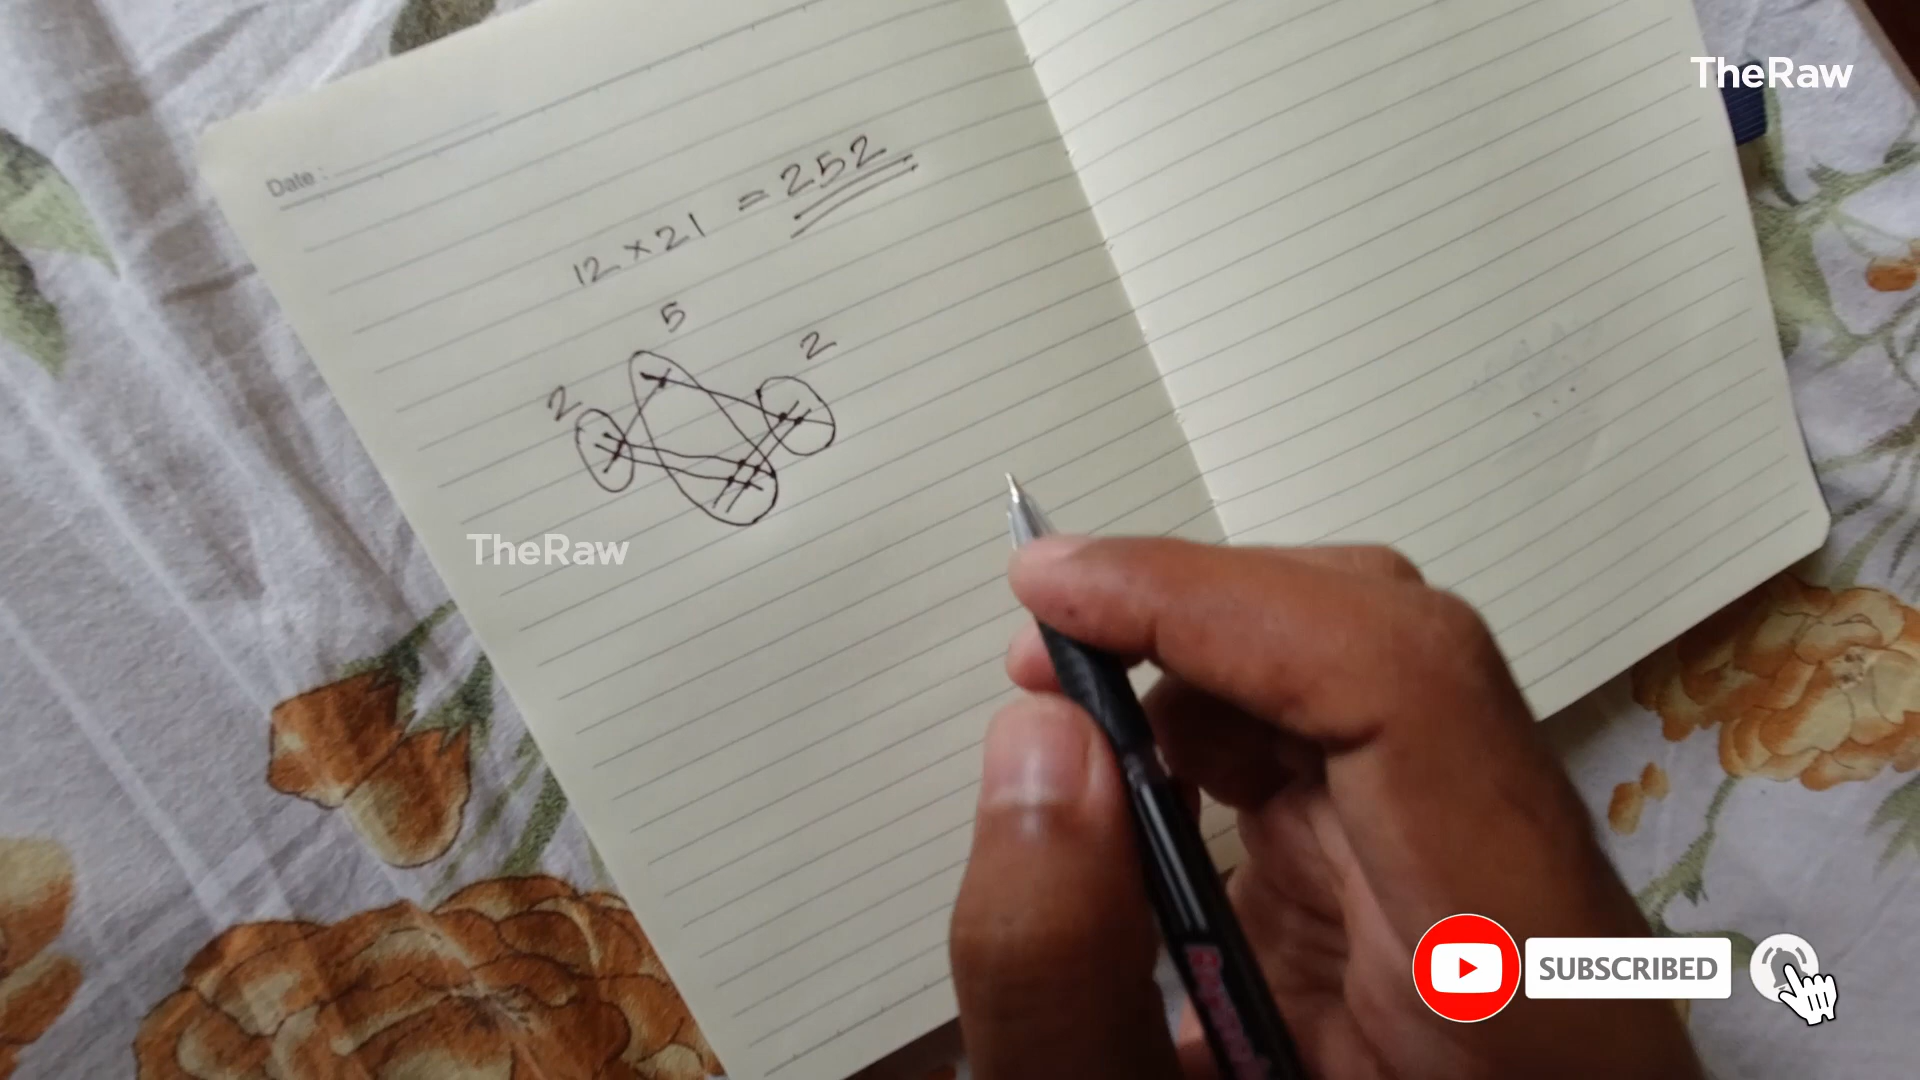 TheRaw
Date :
12 × 21 = 252
5
2
2
TheRaw
SUBSCRIBED